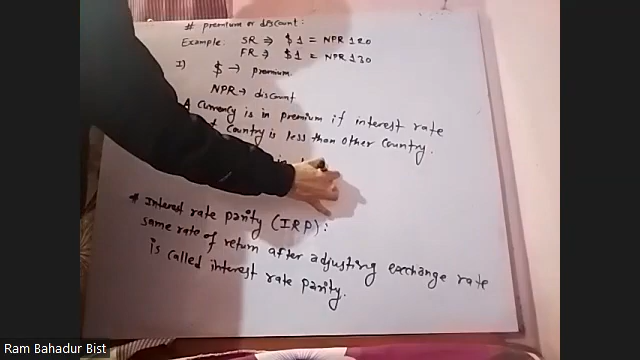 # premium or discount:
Example: SR ⇒ $1 = NPR 120
FR ⇒ $1 = NPR 130
I) $ → premium.
NPR → discount
A currency is in premium if interest rate
country is less than other country.
in
# Interest rate parity (IRP):
same rate of return after adjusting exchange rate
is called interest rate parity.
Ram Bahadur Bist